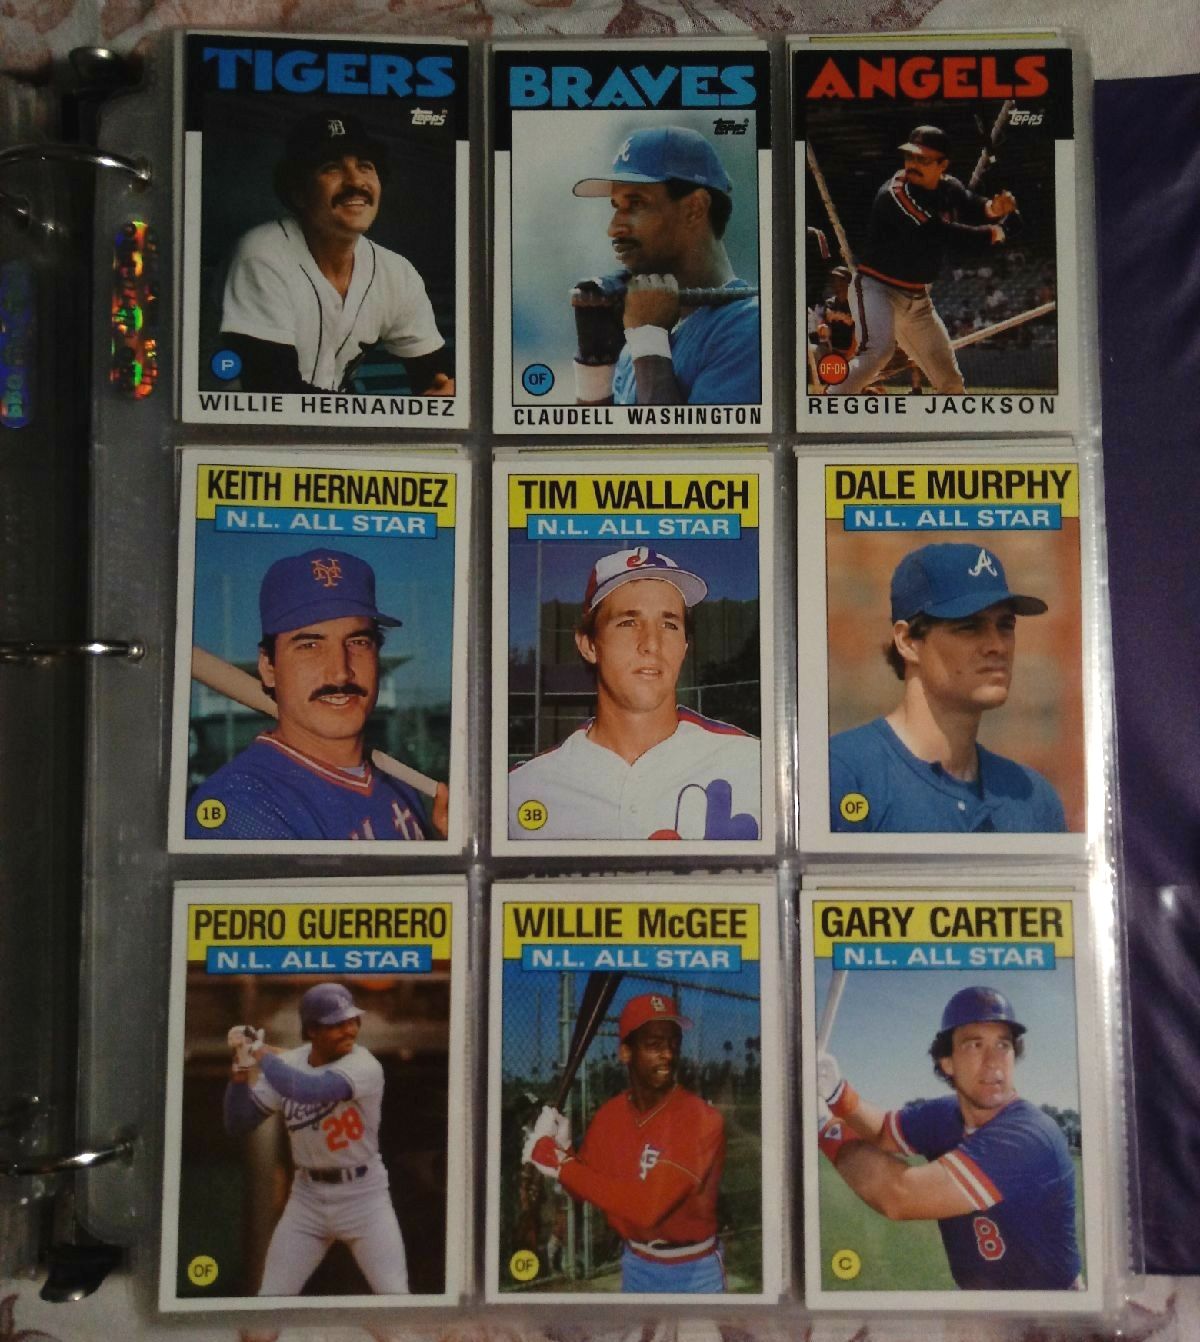 TIGERS
Topps
P
WILLIE HERNANDEZ
BRAVES
Topps
A
OF
CLAUDELL WASHINGTON
ANGELS
Topps
OF-DH
REGGIE JACKSON
KEITH HERNANDEZ
N.L. ALL STAR
NY
1B
TIM WALLACH
N.L. ALL STAR
3B
DALE MURPHY
N.L. ALL STAR
A
OF
PEDRO GUERRERO
N.L. ALL STAR
Dodgers
28
OF
WILLIE McGEE
N.L. ALL STAR
OF
GARY CARTER
N.L. ALL STAR
8
C